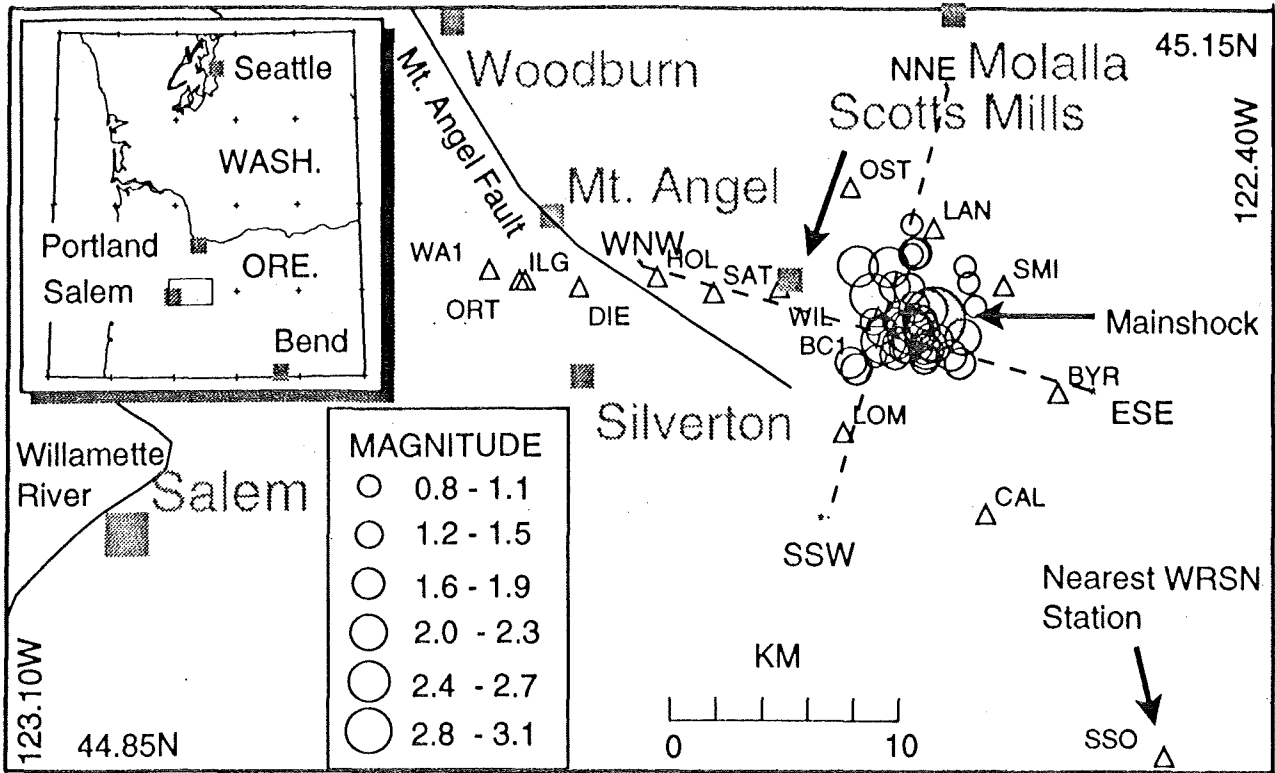 Seattle
WASH.
Portland
ORE.
Salem
Bend
Woodburn
Mt. Angel Fault
Mt. Angel
NNE
Molalla
Scotts Mills
45.15N
122.40W
OST
LAN
SMI
WNW
HOL
SAT
WA1
ILG
ORT
DIE
WIL
BC1
Mainshock
BYR
ESE
Silverton
LOM
CAL
SSW
Willamette
River
Salem
MAGNITUDE
0.8 - 1.1
1.2 - 1.5
1.6 - 1.9
2.0 - 2.3
2.4 - 2.7
2.8 - 3.1
Nearest WRSN
Station
KM
0 10
SSO
123.10W
44.85N